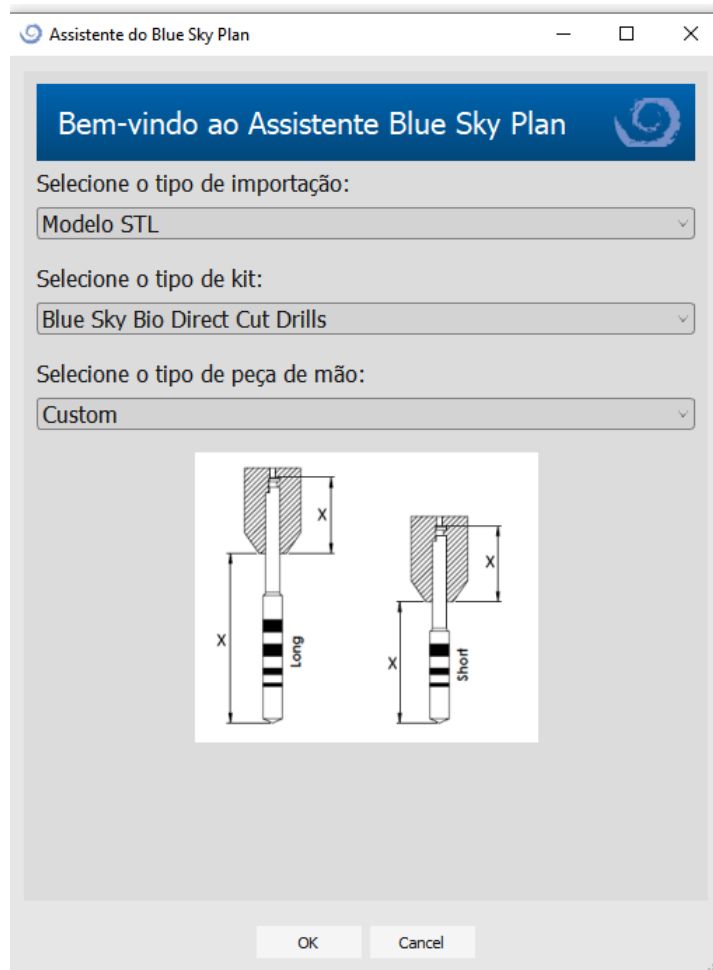 Assistente do Blue Sky Plan
Bem-vindo ao Assistente Blue Sky Plan
Selecione o tipo de importação:
Modelo STL
Selecione o tipo de kit:
Blue Sky Bio Direct Cut Drills
Selecione o tipo de peça de mão:
Custom
X
X
Long
X
X
Short
OK
Cancel